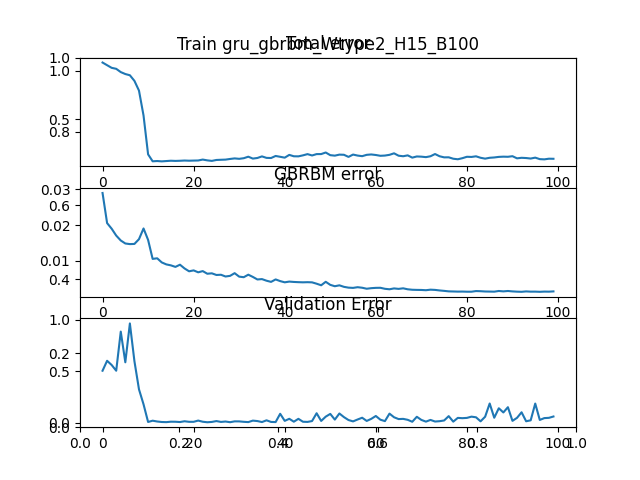 Train gru_gbrbm_Wtype2_H15_B100
Total error
1.0
1.0
0.5
0.8
0 20 40 60 80 100
GBRBM error
0.03
0.6
0.02
0.01
0.4
0 20 40 60 80 100
Validation Error
1.0
0.2
0.5
0.0
0.0
0.0 0 0.2 20 0.4 40 0.6 60 80 0.8 100 1.0